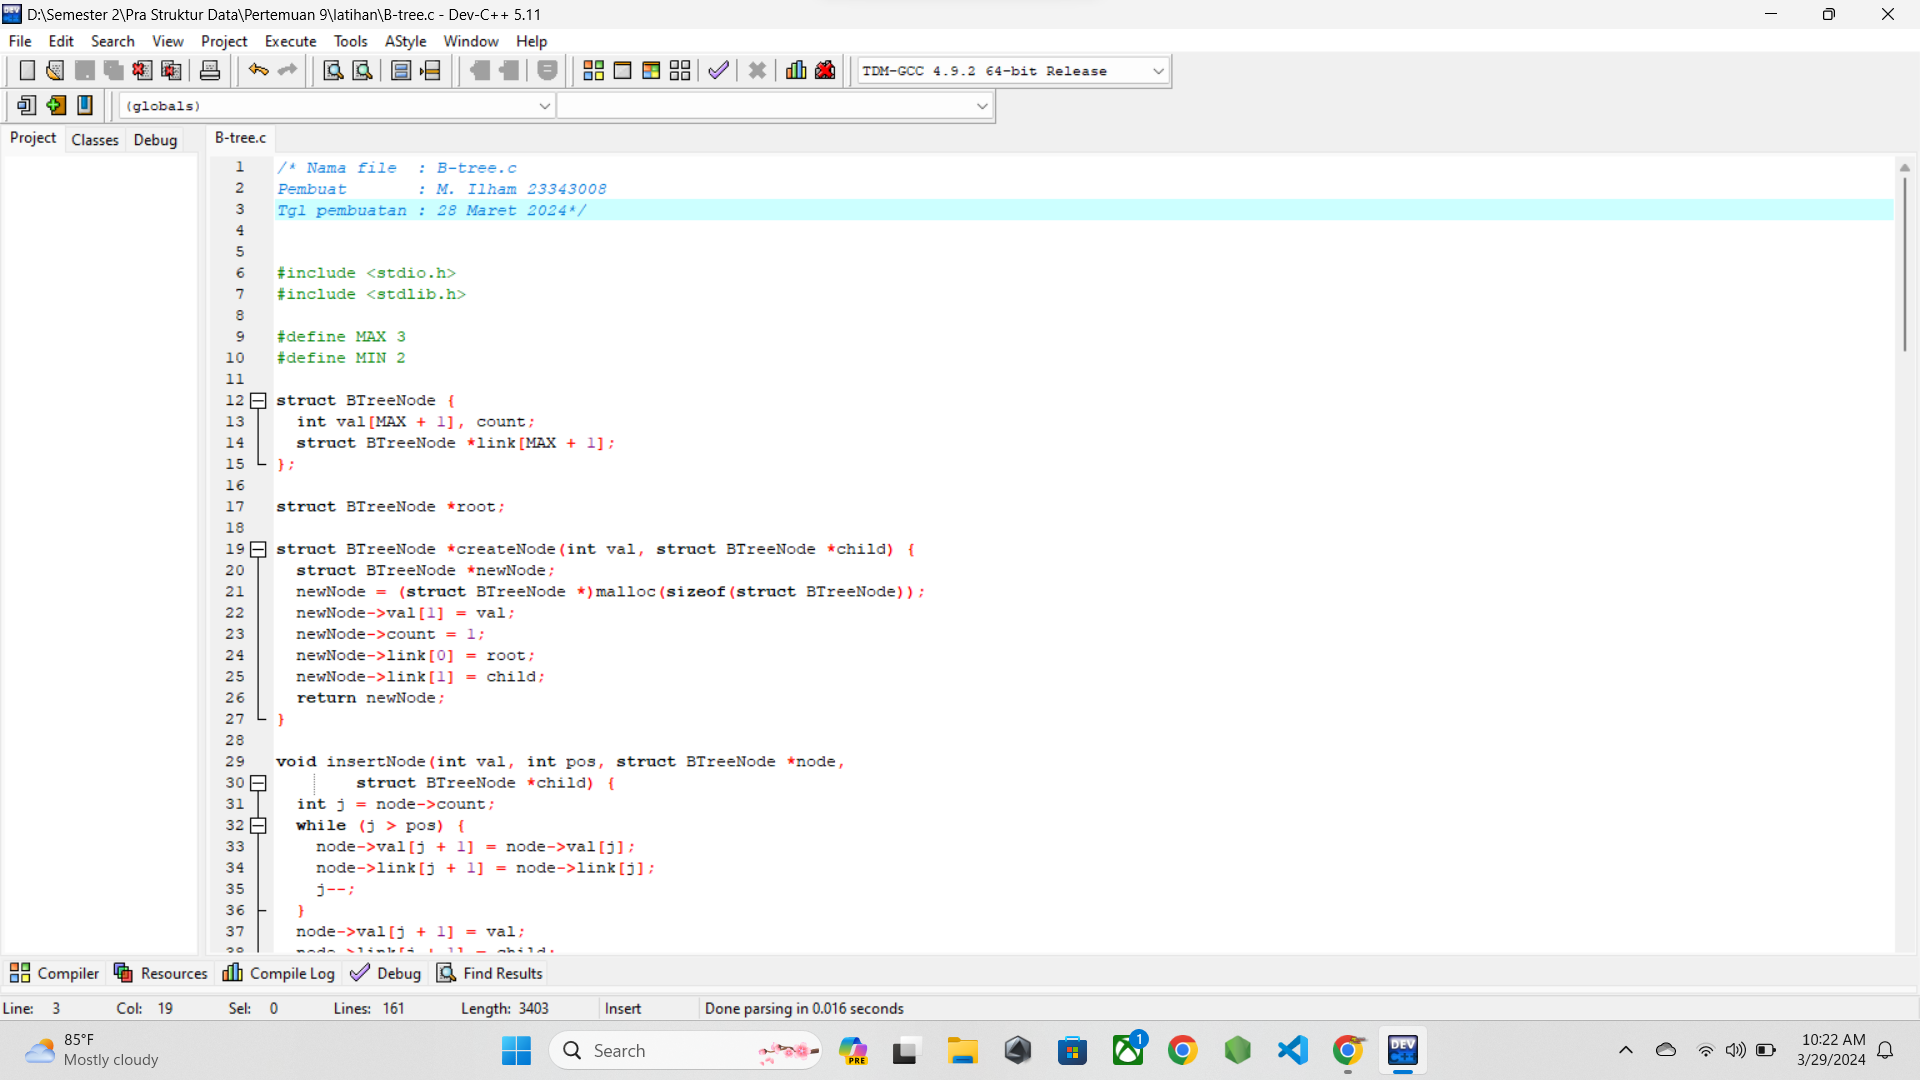 D:\Semester 2\Pra Struktur Data\Pertemuan 9\latihan\B-tree.c - Dev-C++ 5.11
File Edit Search View Project Execute Tools AStyle Window Help
TDM-GCC 4.9.2 64-bit Release
(globals)
Project Classes Debug B-tree.c
1 /* Nama file : B-tree.c
2 Pembuat : M. Ilham 23343008
3 Tgl pembuatan : 28 Maret 2024*/
4
5
6 #include <stdio.h>
7 #include <stdlib.h>
8
9 #define MAX 3
10 #define MIN 2
11
12 struct BTreeNode {
13 int val[MAX + 1], count;
14 struct BTreeNode *link[MAX + 1];
15 };
16
17 struct BTreeNode *root;
18
19 struct BTreeNode *createNode(int val, struct BTreeNode *child) {
20 struct BTreeNode *newNode;
21 newNode = (struct BTreeNode *)malloc(sizeof(struct BTreeNode));
22 newNode->val[1] = val;
23 newNode->count = 1;
24 newNode->link[0] = root;
25 newNode->link[1] = child;
26 return newNode;
27 }
28
29 void insertNode(int val, int pos, struct BTreeNode *node,
30 struct BTreeNode *child) {
31 int j = node->count;
32 while (j > pos) {
33 node->val[j + 1] = node->val[j];
34 node->link[j + 1] = node->link[j];
35 j--;
36 }
37 node->val[j + 1] = val;
38 node->link[j + 1] = child;
Compiler Resources Compile Log Debug Find Results
Line: 3 Col: 19 Sel: 0 Lines: 161 Length: 3403 Insert Done parsing in 0.016 seconds
85°F
Mostly cloudy
Search
PRE
1
DEV
C++
10:22 AM
3/29/2024